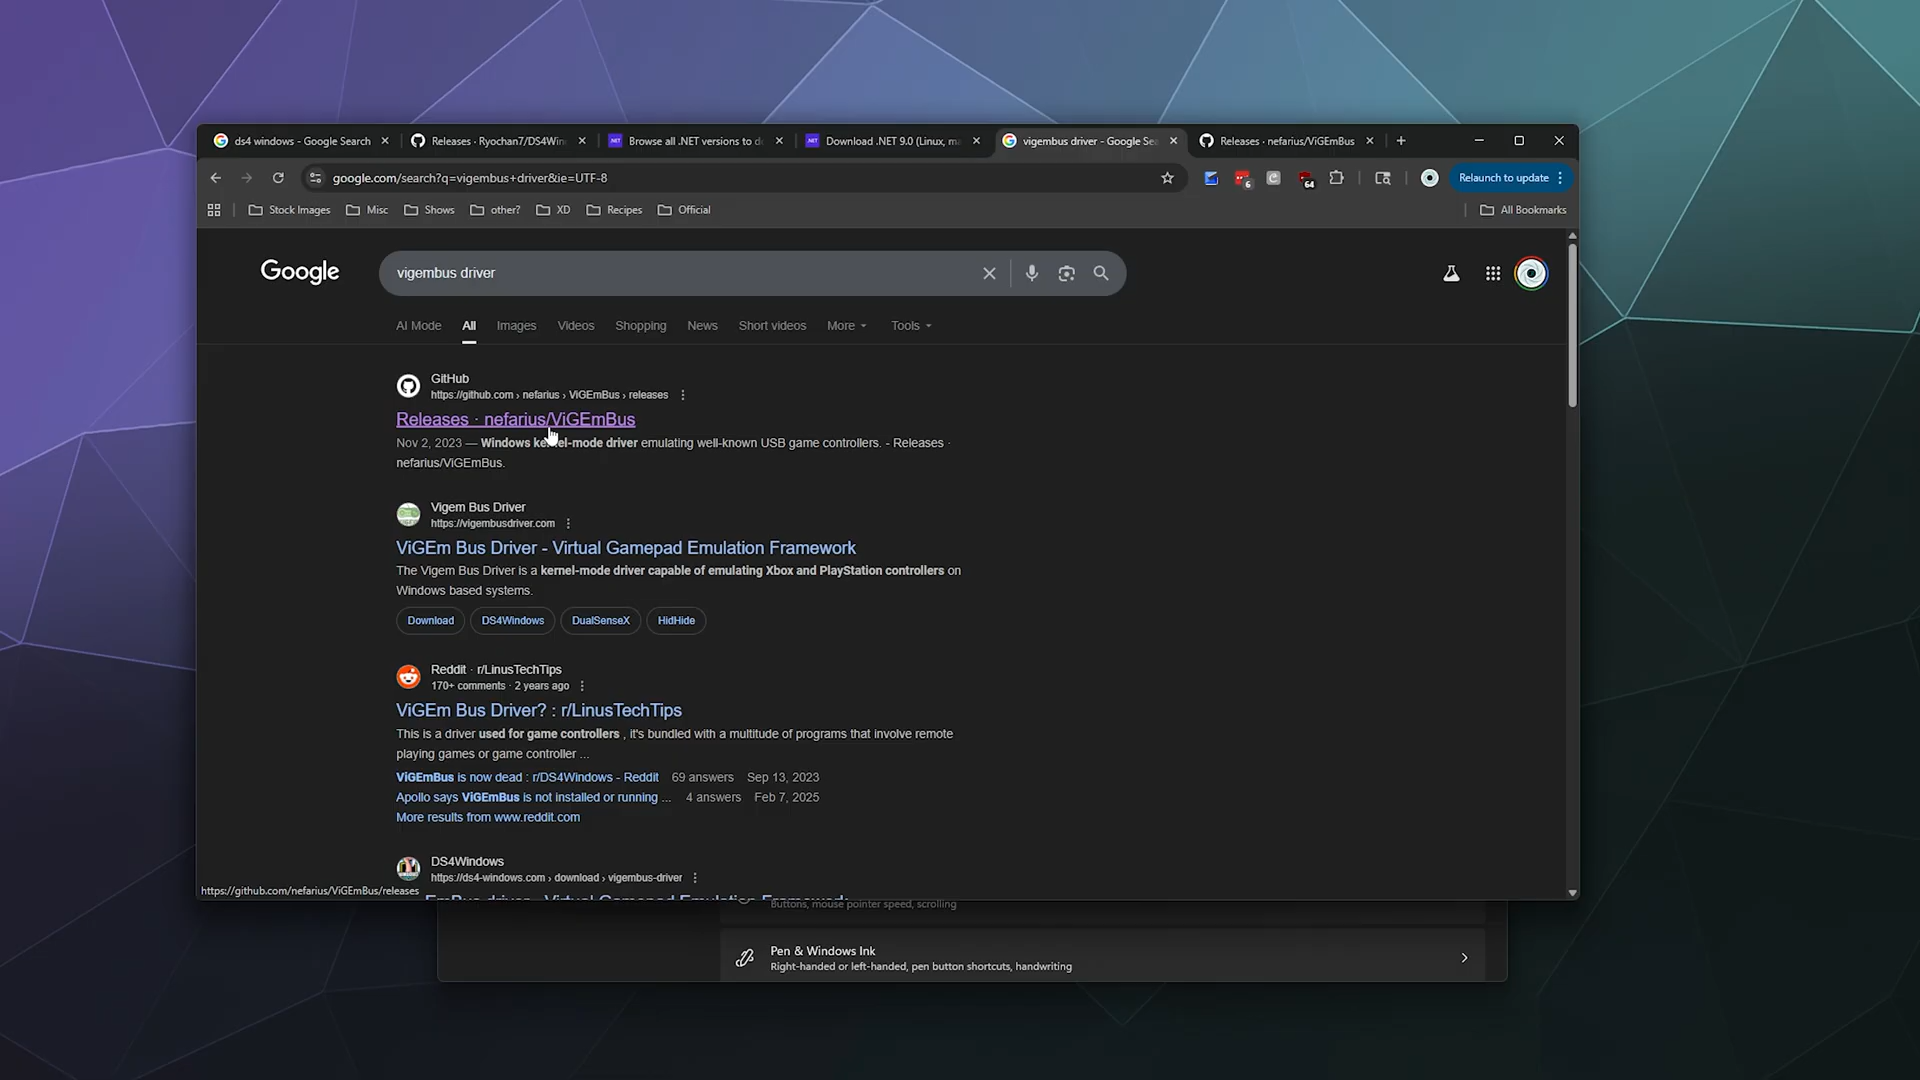 ds4 windows - Google Search
Releases · Ryochan7/DS4Win
Browse all .NET versions to d
Download .NET 9.0 (Linux, m
vigembus driver - Google Se
Releases · nefarius/ViGEmBus
google.com/search?q=vigembus+driver&ie=UTF-8
6
64
Relaunch to update
Stock Images
Misc
Shows
other?
XD
Recipes
Official
All Bookmarks
Google
vigembus driver
AI Mode
All
Images
Videos
Shopping
News
Short videos
More
Tools
GitHub
https://github.com › nefarius › ViGEmBus › releases
Releases · nefarius/ViGEmBus
Nov 2, 2023 — Windows kernel-mode driver emulating well-known USB game controllers. - Releases ·
nefarius/ViGEmBus.
Vigem Bus Driver
https://vigembusdriver.com
ViGEm Bus Driver - Virtual Gamepad Emulation Framework
The Vigem Bus Driver is a kernel-mode driver capable of emulating Xbox and PlayStation controllers on
Windows based systems.
Download
DS4Windows
DualSenseX
HidHide
Reddit · r/LinusTechTips
170+ comments · 2 years ago
ViGEm Bus Driver? : r/LinusTechTips
This is a driver used for game controllers , it's bundled with a multitude of programs that involve remote
playing games or game controller ...
ViGEmBus is now dead : r/DS4Windows - Reddit 69 answers Sep 13, 2023
Apollo says ViGEmBus is not installed or running ... 4 answers Feb 7, 2025
More results from www.reddit.com
DS4Windows
https://ds4-windows.com › download › vigembus-driver
EmBus driver - Virtual Gamepad Emulation Framework
https://github.com/nefarius/ViGEmBus/releases
Buttons, mouse pointer speed, scrolling
Pen & Windows Ink
Right-handed or left-handed, pen button shortcuts, handwriting